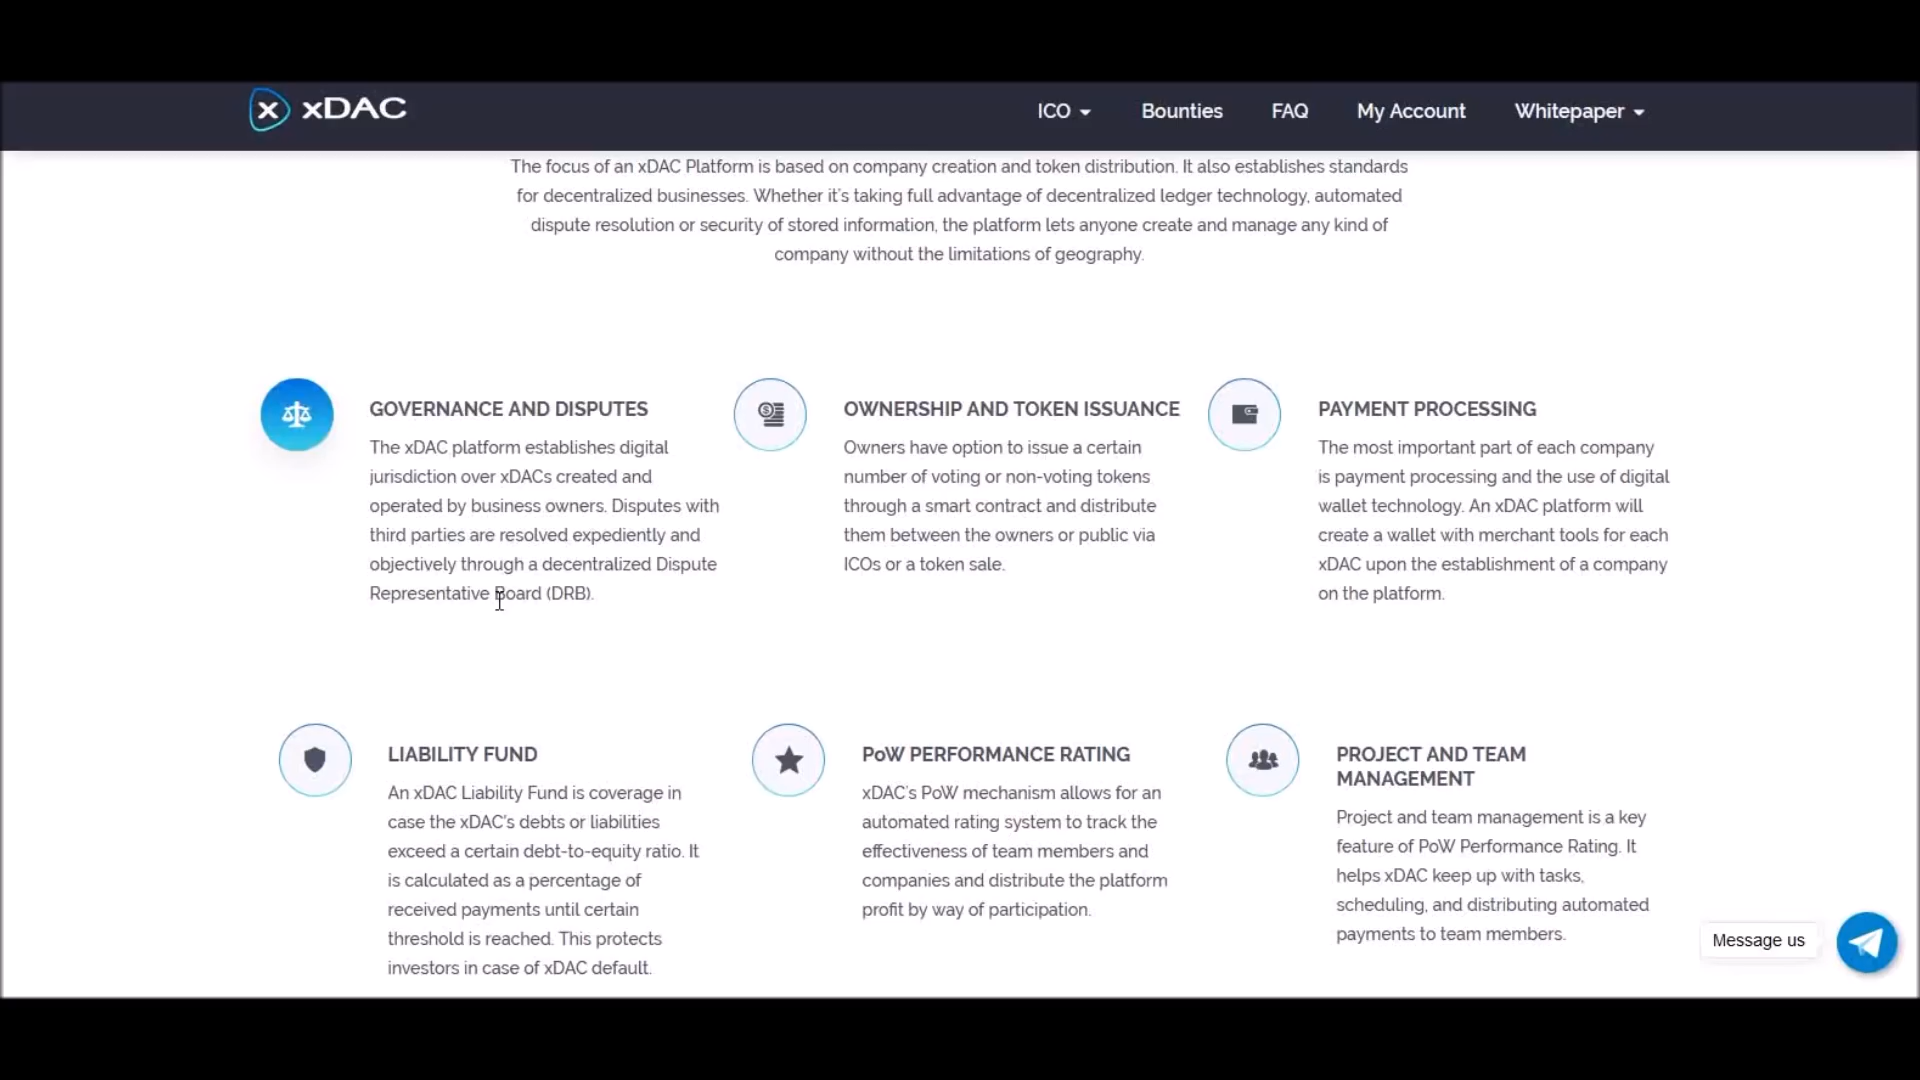 xDAC
ICO
Bounties
FAQ
My Account
Whitepaper
The focus of an xDAC Platform is based on company creation and token distribution. It also establishes standards
for decentralized businesses. Whether it's taking full advantage of decentralized ledger technology, automated
dispute resolution or security of stored information, the platform lets anyone create and manage any kind of
company without the limitations of geography.
GOVERNANCE AND DISPUTES
The xDAC platform establishes digital
jurisdiction over xDACs created and
operated by business owners. Disputes with
third parties are resolved expediently and
objectively through a decentralized Dispute
Representative Board (DRB).
OWNERSHIP AND TOKEN ISSUANCE
Owners have option to issue a certain
number of voting or non-voting tokens
through a smart contract and distribute
them between the owners or public via
ICOs or a token sale.
PAYMENT PROCESSING
The most important part of each company
is payment processing and the use of digital
wallet technology. An xDAC platform will
create a wallet with merchant tools for each
xDAC upon the establishment of a company
on the platform.
LIABILITY FUND
An xDAC Liability Fund is coverage in
case the xDAC's debts or liabilities
exceed a certain debt-to-equity ratio. It
is calculated as a percentage of
received payments until certain
threshold is reached. This protects
investors in case of xDAC default.
PoW PERFORMANCE RATING
xDAC's PoW mechanism allows for an
automated rating system to track the
effectiveness of team members and
companies and distribute the platform
profit by way of participation.
PROJECT AND TEAM
MANAGEMENT
Project and team management is a key
feature of PoW Performance Rating. It
helps xDAC keep up with tasks,
scheduling, and distributing automated
payments to team members.
Message us